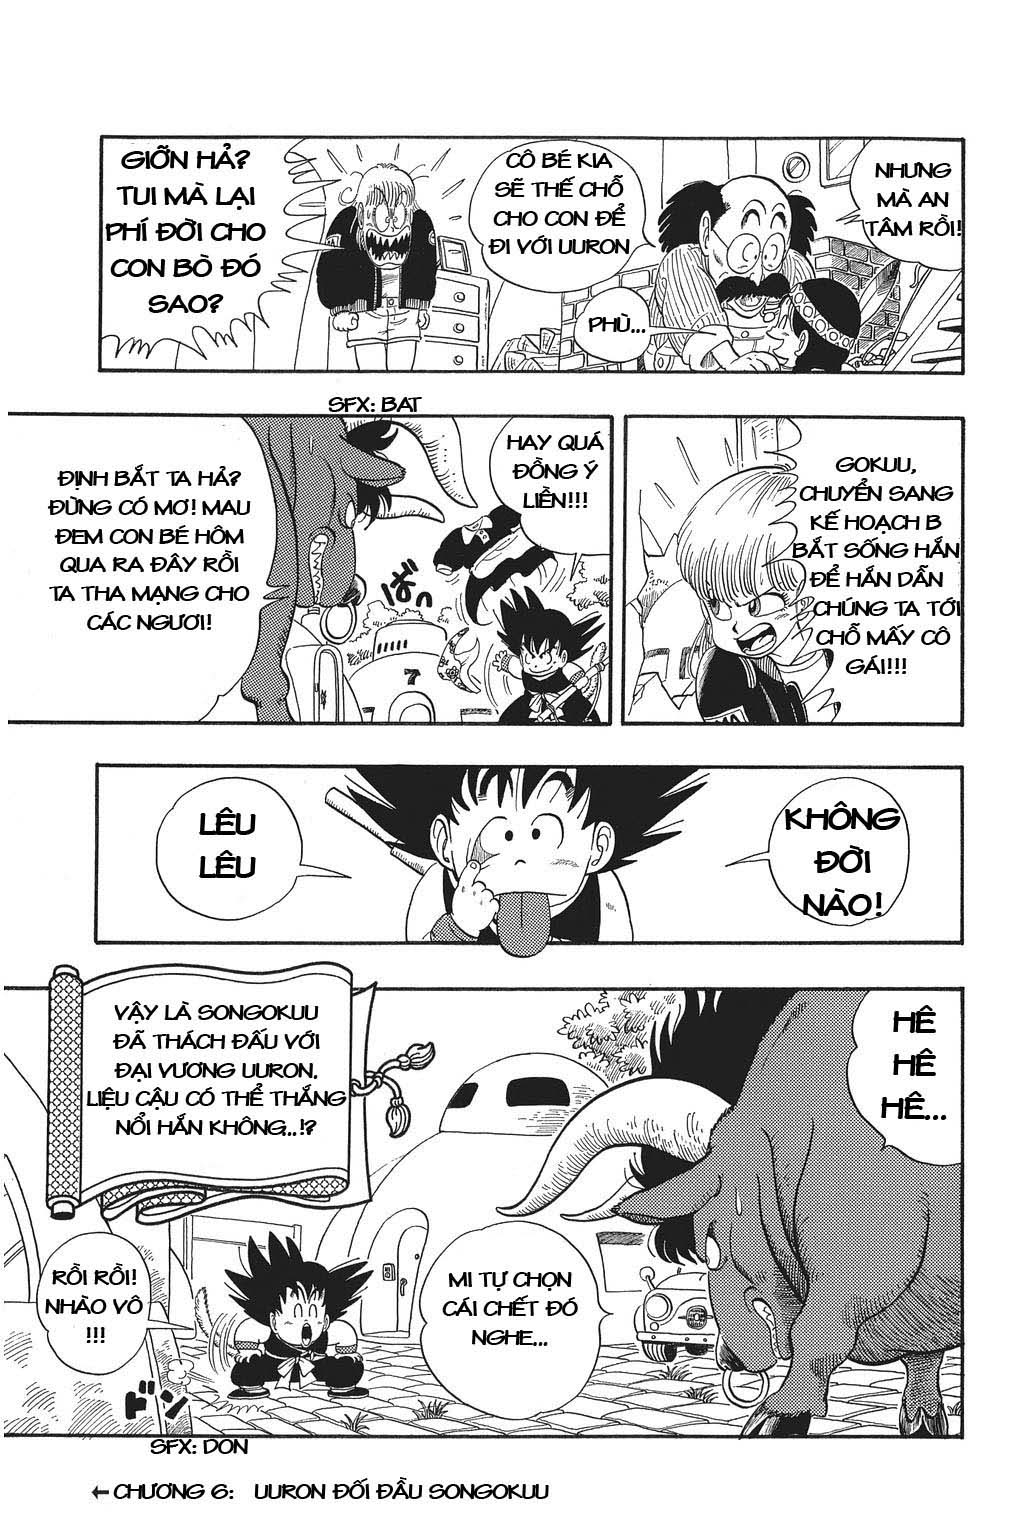 NHƯNG
MÀ AN
TÂM RỒI!
CÔ BÉ KIA
SẼ THẾ CHỖ
CHO CON ĐỂ
ĐI VỚI UURON
PHÙ...
GIỠN HẢ?
TUI MÀ LẠI
PHÍ ĐỜI CHO
CON BÒ ĐÓ
SAO?
GOKUU,
CHUYỂN SANG
KẾ HOẠCH B
BẮT SỐNG HẮN
ĐỂ HẮN DẪN
CHÚNG TA TỚI
CHỖ MẤY CÔ
GÁI!!!
SFX: BAT
HAY QUÁ
ĐỒNG Ý
LIỀN!!!
ばっ
7
ĐỊNH BẮT TA HẢ?
ĐỪNG CÓ MƠ! MAU
ĐEM CON BÉ HÔM
QUA RA ĐÂY RỒI
TA THA MẠNG CHO
CÁC NGƯƠI!
KHÔNG
ĐỜI
NÀO!
LÊU
LÊU
HÊ
HÊ
HÊ...
MI TỰ CHỌN
CÁI CHẾT ĐÓ
NGHE...
VẬY LÀ SONGOKUU
ĐÃ THÁCH ĐẤU VỚI
ĐẠI VƯƠNG UURON.
LIỆU CẬU CÓ THỂ THẮNG
NỔI HẮN KHÔNG..!?
RỒI RỒI!
NHÀO VÔ
!!!
ドン
SFX: DON
CHƯƠNG 6: UURON ĐỐI ĐẦU SONGOKUU